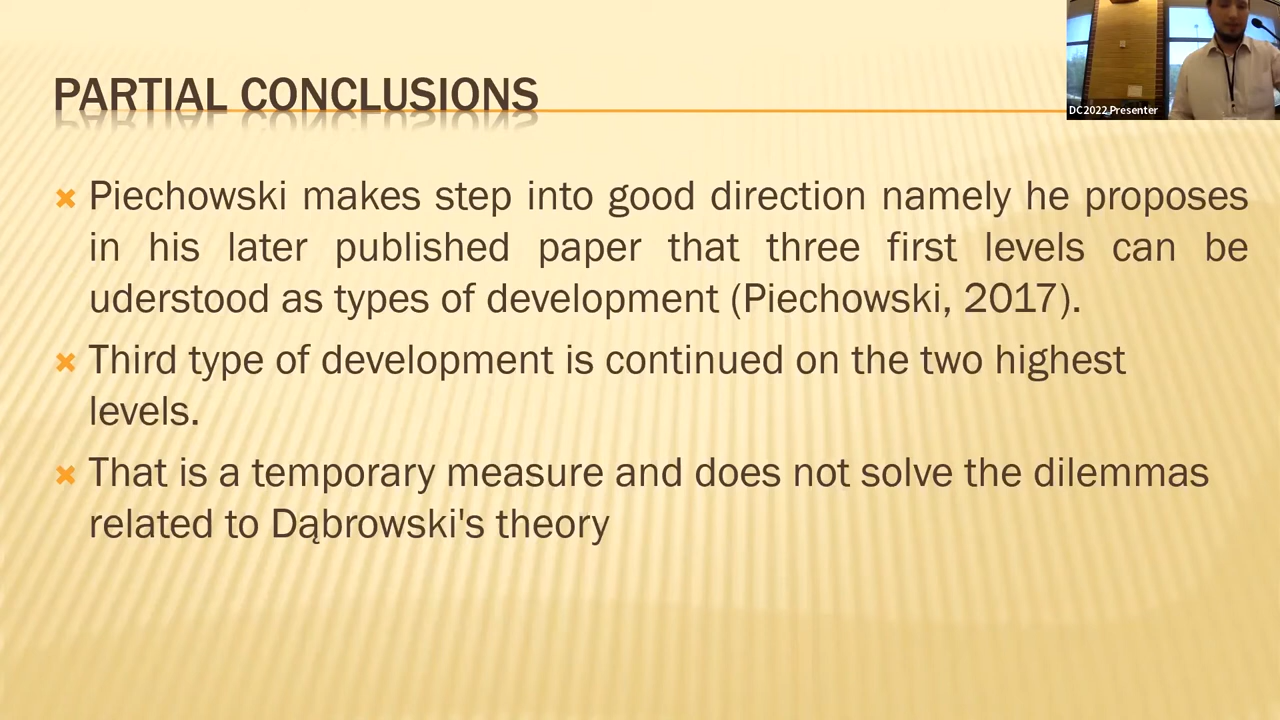 PARTIAL CONCLUSIONS
DC2022 Presenter
Piechowski makes step into good direction namely he proposes
in his later published paper that three first levels can be
uderstood as types of development (Piechowski, 2017).
Third type of development is continued on the two highest
levels.
That is a temporary measure and does not solve the dilemmas
related to Dąbrowski's theory